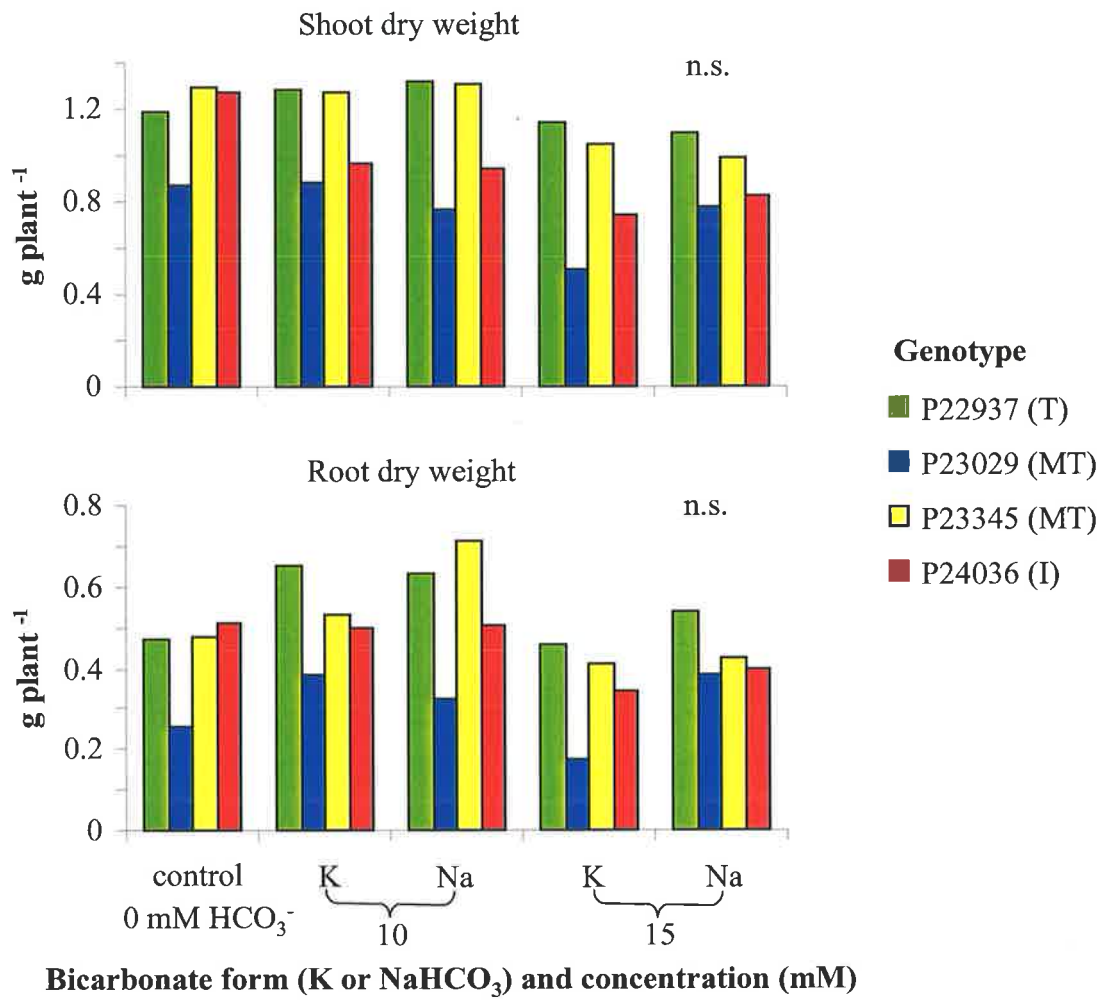 Shoot dry weight
n.s.
1.2
0.8
0.4
0
g plant -1
Root dry weight
n.s.
0.8
0.6
0.4
0.2
0
g plant -1
control K Na K Na
0 mM HCO3- 10 15
Bicarbonate form (K or NaHCO3) and concentration (mM)
Genotype
P22937 (T)
P23029 (MT)
P23345 (MT)
P24036 (I)